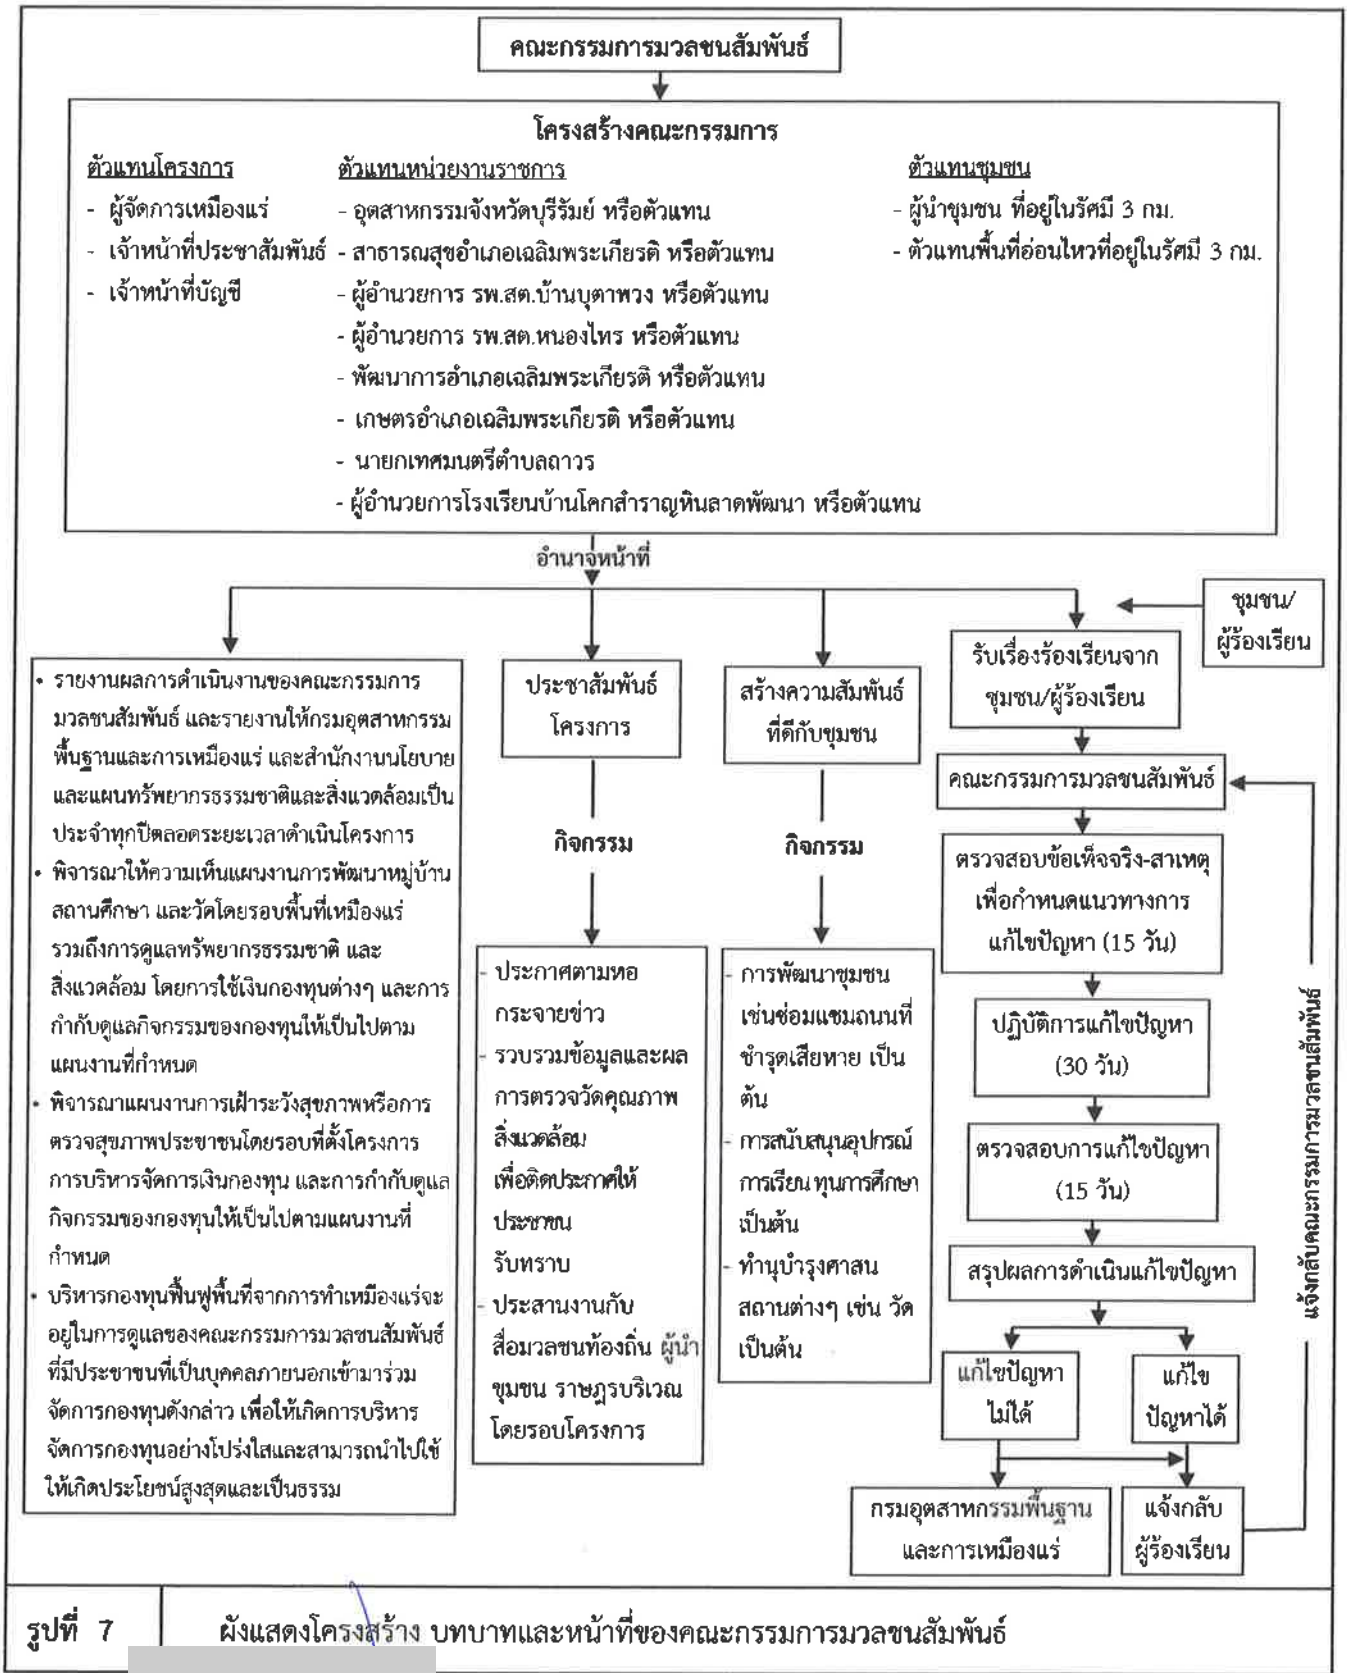 คณะกรรมการมวลชนสัมพันธ์
โครงสร้างคณะกรรมการ
ตัวแทนโครงการ
- ผู้จัดการเหมืองแร่
- เจ้าหน้าที่ประชาสัมพันธ์
- เจ้าหน้าที่บัญชี
ตัวแทนหน่วยงานราชการ
- อุตสาหกรรมจังหวัดบุรีรัมย์ หรือตัวแทน
- สาธารณสุขอำเภอเฉลิมพระเกียรติ หรือตัวแทน
- ผู้อำนวยการ รพ.สต.บ้านบุตาพวง หรือตัวแทน
- ผู้อำนวยการ รพ.สต.หนองไทร หรือตัวแทน
- พัฒนาการอำเภอเฉลิมพระเกียรติ หรือตัวแทน
- เกษตรอำเภอเฉลิมพระเกียรติ หรือตัวแทน
- นายกเทศมนตรีตำบลถาวร
- ผู้อำนวยการโรงเรียนบ้านโคกสำราญหินลาดพัฒนา หรือตัวแทน
ตัวแทนชุมชน
- ผู้นำชุมชน ที่อยู่ในรัศมี 3 กม.
- ตัวแทนพื้นที่อ่อนไหวที่อยู่ในรัศมี 3 กม.
อำนาจหน้าที่
• รายงานผลการดำเนินงานของคณะกรรมการ
มวลชนสัมพันธ์ และรายงานให้กรมอุตสาหกรรม
พื้นฐานและการเหมืองแร่ และสำนักงานนโยบาย
และแผนทรัพยากรธรรมชาติและสิ่งแวดล้อมเป็น
ประจำทุกปีตลอดระยะเวลาดำเนินโครงการ
• พิจารณาให้ความเห็นแผนงานการพัฒนาหมู่บ้าน
สถานศึกษา และวัดโดยรอบพื้นที่เหมืองแร่
รวมถึงการดูแลทรัพยากรธรรมชาติ และ
สิ่งแวดล้อม โดยการใช้เงินกองทุนต่างๆ และการ
กำกับดูแลกิจกรรมของกองทุนให้เป็นไปตาม
แผนงานที่กำหนด
• พิจารณาแผนงานการเฝ้าระวังสุขภาพหรือการ
ตรวจสุขภาพประชาชนโดยรอบที่ตั้งโครงการ
การบริหารจัดการเงินกองทุน และการกำกับดูแล
กิจกรรมของกองทุนให้เป็นไปตามแผนงานที่
กำหนด
• บริหารกองทุนฟื้นฟูพื้นที่จากการทำเหมืองแร่จะ
อยู่ในการดูแลของคณะกรรมการมวลชนสัมพันธ์
ที่มีประชาชนที่เป็นบุคคลภายนอกเข้ามาร่วม
จัดการกองทุนดังกล่าว เพื่อให้เกิดการบริหาร
จัดการกองทุนอย่างโปร่งใสและสามารถนำไปใช้
ให้เกิดประโยชน์สูงสุดและเป็นธรรม
ประชาสัมพันธ์
โครงการ
กิจกรรม
- ประกาศตามหอ
กระจายข่าว
- รวบรวมข้อมูลและผล
การตรวจวัดคุณภาพ
สิ่งแวดล้อม
เพื่อติดประกาศให้
ประชาชน
รับทราบ
- ประสานงานกับ
สื่อมวลชนท้องถิ่น ผู้นำ
ชุมชน ราษฎรบริเวณ
โดยรอบโครงการ
สร้างความสัมพันธ์
ที่ดีกับชุมชน
กิจกรรม
- การพัฒนาชุมชน
เช่นซ่อมแซมถนนที่
ชำรุดเสียหาย เป็น
ต้น
- การสนับสนุนอุปกรณ์
การเรียน ทุนการศึกษา
เป็นต้น
- ทำนุบำรุงศาสน
สถานต่างๆ เช่น วัด
เป็นต้น
ชุมชน/
ผู้ร้องเรียน
รับเรื่องร้องเรียนจาก
ชุมชน/ผู้ร้องเรียน
คณะกรรมการมวลชนสัมพันธ์
ตรวจสอบข้อเท็จจริง-สาเหตุ
เพื่อกำหนดแนวทางการ
แก้ไขปัญหา (15 วัน)
ปฏิบัติการแก้ไขปัญหา
(30 วัน)
ตรวจสอบการแก้ไขปัญหา
(15 วัน)
สรุปผลการดำเนินแก้ไขปัญหา
แก้ไขปัญหา
ไม่ได้
แก้ไข
ปัญหาได้
กรมอุตสาหกรรมพื้นฐาน
และการเหมืองแร่
แจ้งกลับ
ผู้ร้องเรียน
แจ้งกลับคณะกรรมการมวลชนสัมพันธ์
รูปที่ 7
ผังแสดงโครงสร้าง บทบาทและหน้าที่ของคณะกรรมการมวลชนสัมพันธ์